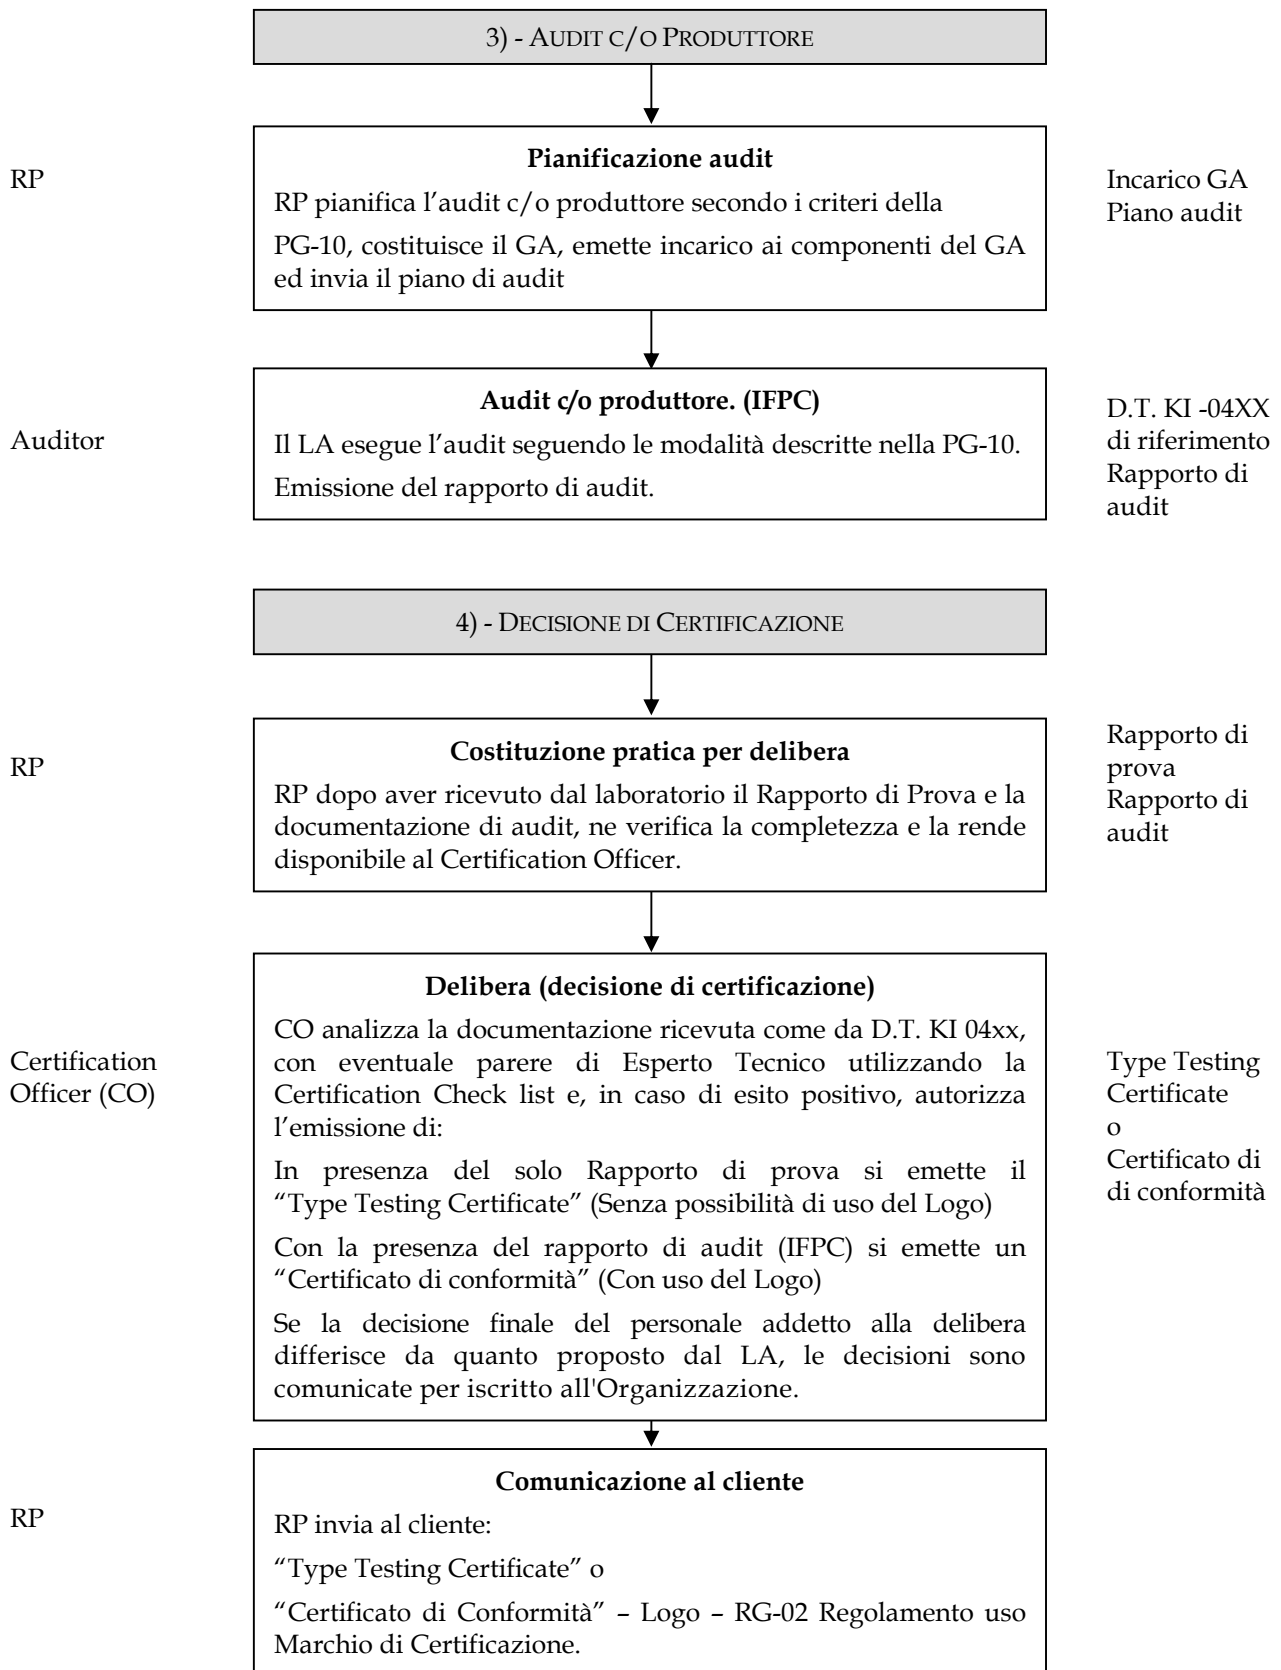 3) - AUDIT C/O PRODUTTORE
RP
Pianificazione audit
RP pianifica l’audit c/o produttore secondo i criteri della
PG-10, costituisce il GA, emette incarico ai componenti del GA
ed invia il piano di audit
Incarico GA
Piano audit
Auditor
Audit c/o produttore. (IFPC)
Il LA esegue l’audit seguendo le modalità descritte nella PG-10.
Emissione del rapporto di audit.
D.T. KI -04XX
di riferimento
Rapporto di
audit
4) - DECISIONE DI CERTIFICAZIONE
RP
Costituzione pratica per delibera
RP dopo aver ricevuto dal laboratorio il Rapporto di Prova e la
documentazione di audit, ne verifica la completezza e la rende
disponibile al Certification Officer.
Rapporto di
prova
Rapporto di
audit
Certification
Officer (CO)
Delibera (decisione di certificazione)
CO analizza la documentazione ricevuta come da D.T. KI 04xx,
con eventuale parere di Esperto Tecnico utilizzando la
Certification Check list e, in caso di esito positivo, autorizza
l’emissione di:
In presenza del solo Rapporto di prova si emette il
“Type Testing Certificate” (Senza possibilità di uso del Logo)
Con la presenza del rapporto di audit (IFPC) si emette un
“Certificato di conformità” (Con uso del Logo)
Se la decisione finale del personale addetto alla delibera
differisce da quanto proposto dal LA, le decisioni sono
comunicate per iscritto all'Organizzazione.
Type Testing
Certificate
o
Certificato di
di conformità
RP
Comunicazione al cliente
RP invia al cliente:
“Type Testing Certificate” o
“Certificato di Conformità” – Logo – RG-02 Regolamento uso
Marchio di Certificazione.